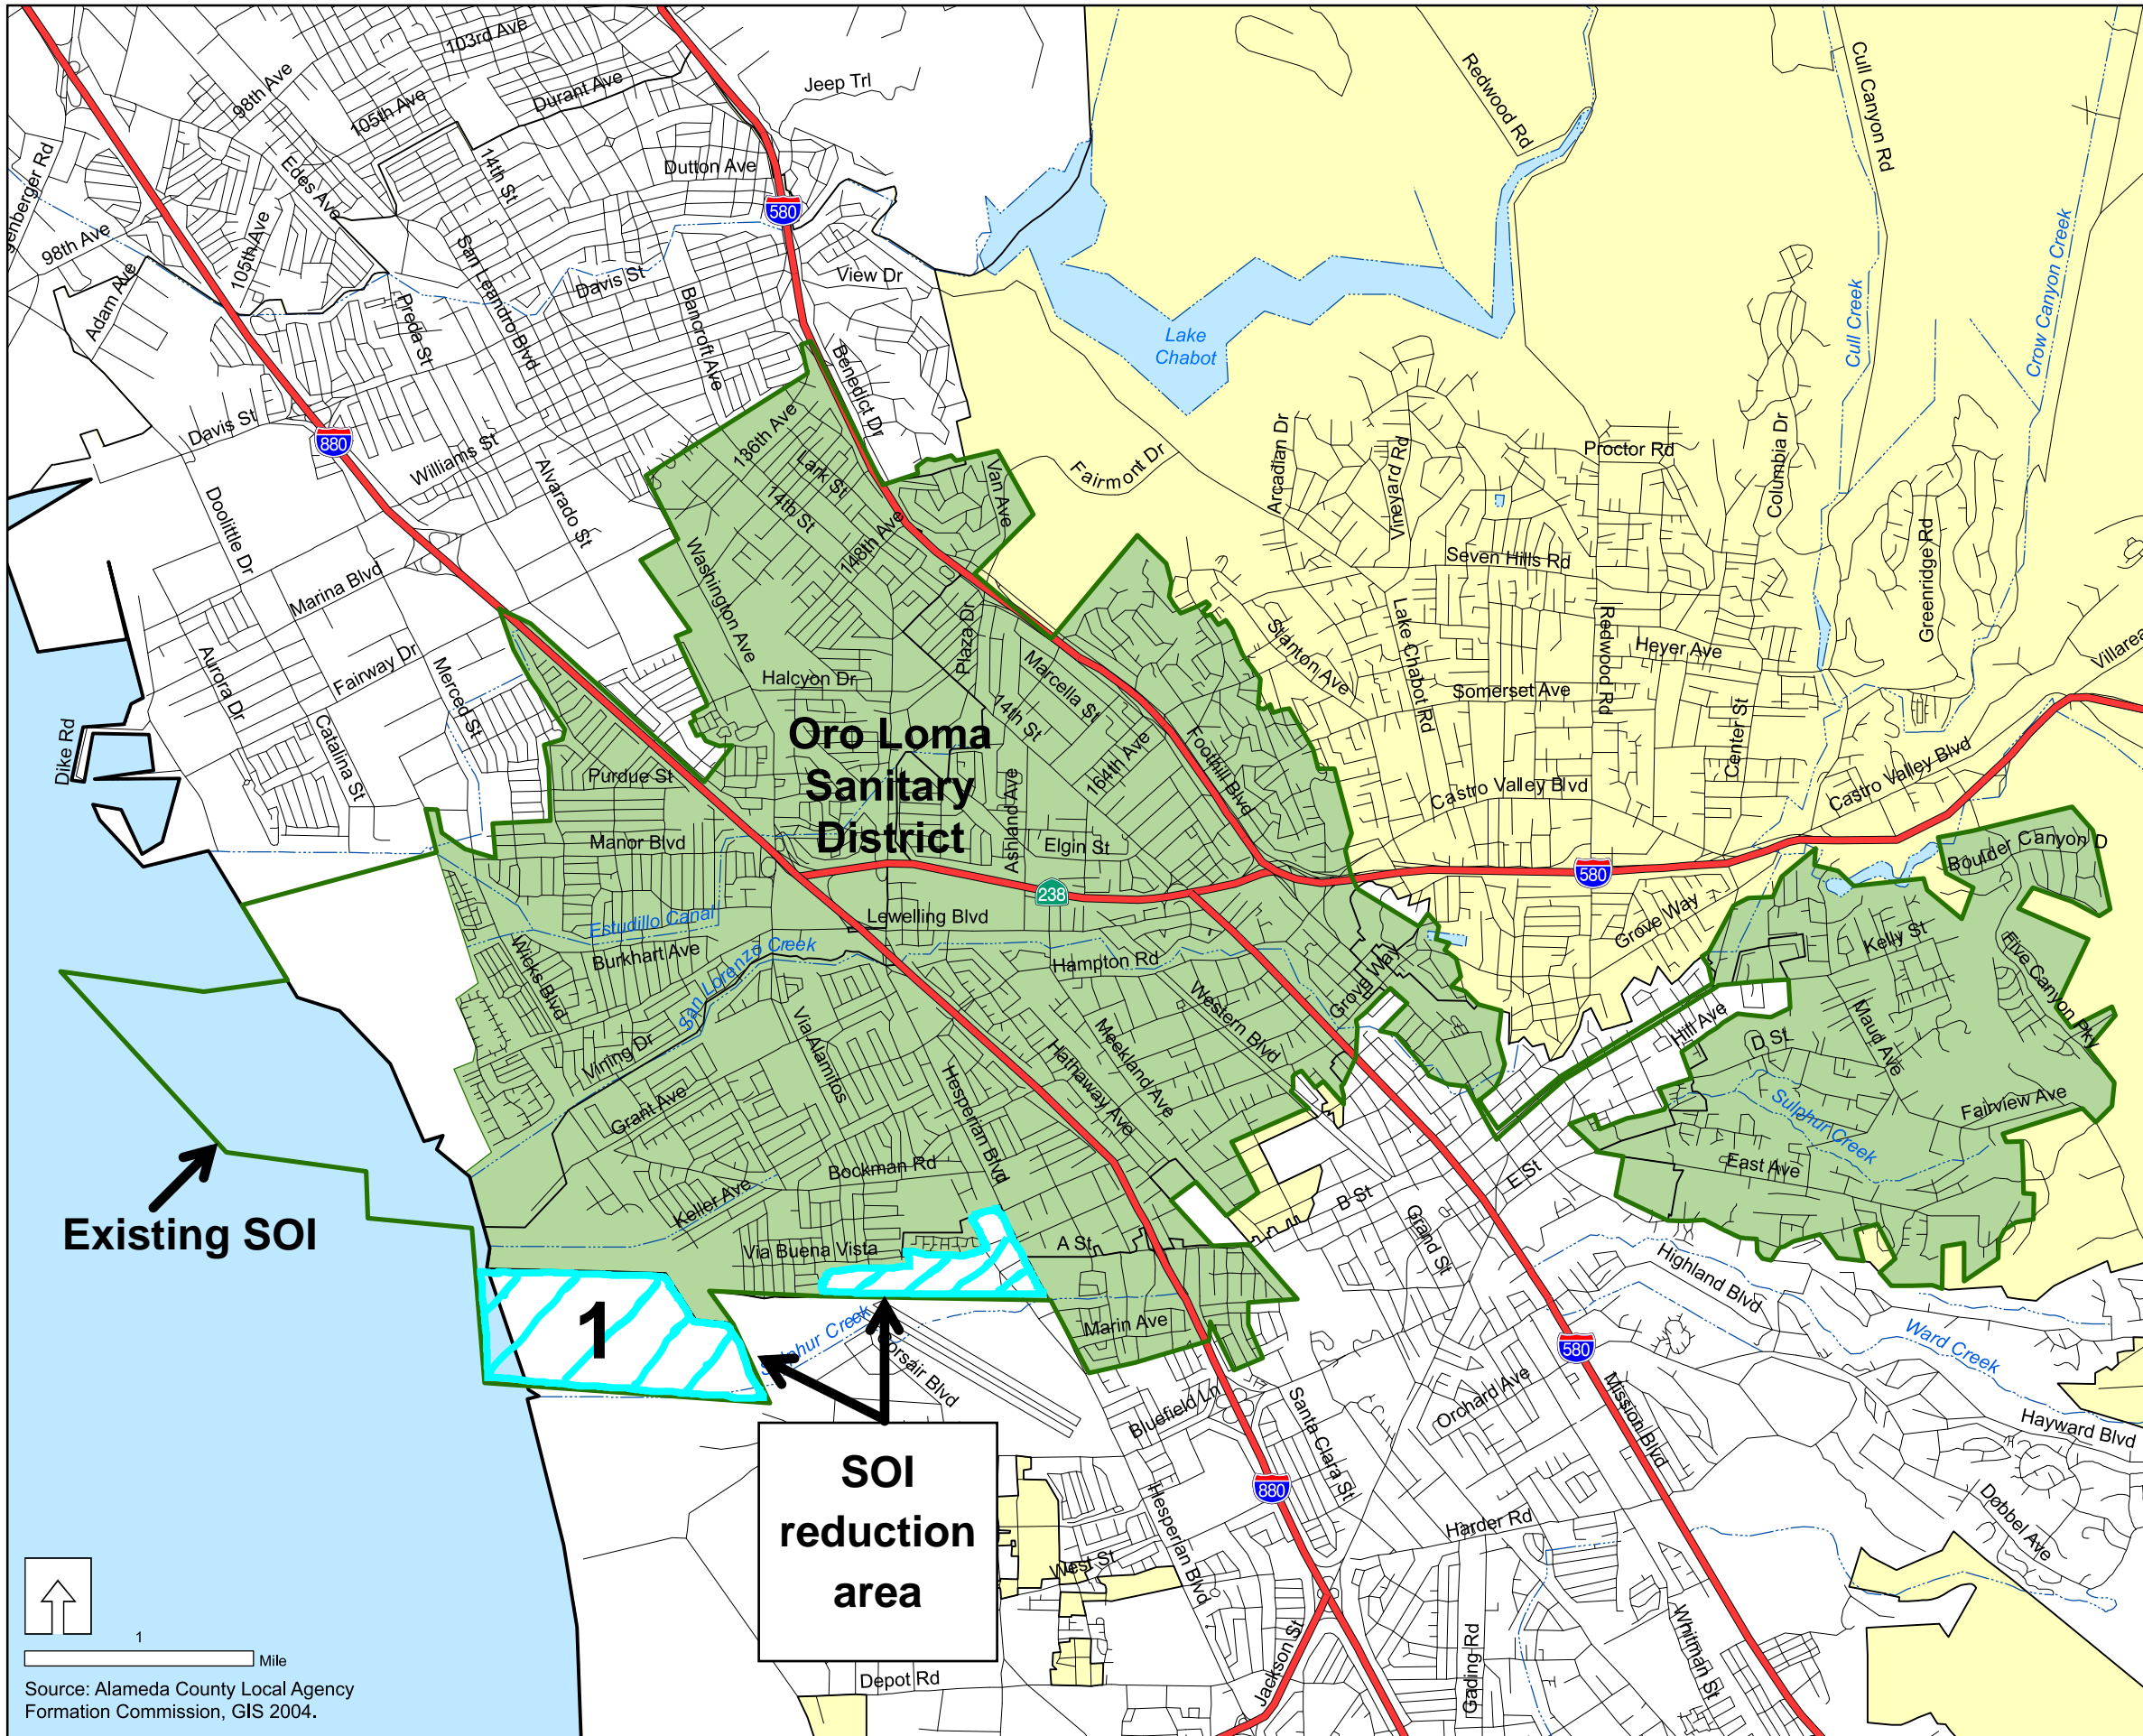 103rd Ave
98th Ave
105th Ave
Durant Ave
Jeep Trl
Redwood Rd
Cull Canyon Rd
genberger Rd
Edes Ave
14th St
Dutton Ave
580
98th Ave
105th Ave
Adam Ave
San Leandro Blvd
Preda St
Davis St
Bancroft Ave
View Dr
Benedict Dr
Lake
Chabot
Cull Creek
Crow Canyon Creek
Davis St
880
Williams St
Alvarado St
136th Ave
Lark St
14th St
148th Ave
Van Ave
Fairmont Dr
Arcadian Dr
Vineyard Rd
Proctor Rd
Columbia Dr
Doolittle Dr
Marina Blvd
Washington Ave
Seven Hills Rd
Greenridge Rd
Aurora Dr
Fairway Dr
Merced St
Catalina St
Dike Rd
Halcyon Dr
Plaza Dr
Marcella St
14th St
164th Ave
Foothill Blvd
Stanton Ave
Lake Chabot Rd
Redwood Rd
Heyer Ave
Somerset Ave
Center St
Villarea
Castro Valley Blvd
Castro Valley Blvd
Oro Loma
Sanitary
District
Purdue St
Manor Blvd
Ashland Ave
Elgin St
238
580
Boulder Canyon D
Estudillo Canal
Lewelling Blvd
Grove Way
Kelly St
Wicks Blvd
Burkhart Ave
San Lorenzo Creek
Hampton Rd
Grove Way
Five Canyon Pky
Western Blvd
Vining Dr
Via Alamitos
Hathaway Ave
Meekland Ave
Hill Ave
D St
Maud Ave
Grant Ave
Hesperian Blvd
Sulphur Creek
Fairview Ave
Existing SOI
Keller Ave
Bockman Rd
B St
E St
East Ave
Via Buena Vista
A St
Grand St
Highland Blvd
1
Sulphur Creek
Corsair Blvd
Marin Ave
580
Ward Creek
Bluefield Ln
Santa Clara St
Orchard Ave
Mission Blvd
Hayward Blvd
SOI
reduction
area
880
Hesperian Blvd
Harder Rd
Dobbel Ave
West St
Whitman St
Jackson St
Gading Rd
Depot Rd
1
Mile
Source: Alameda County Local Agency
Formation Commission, GIS 2004.